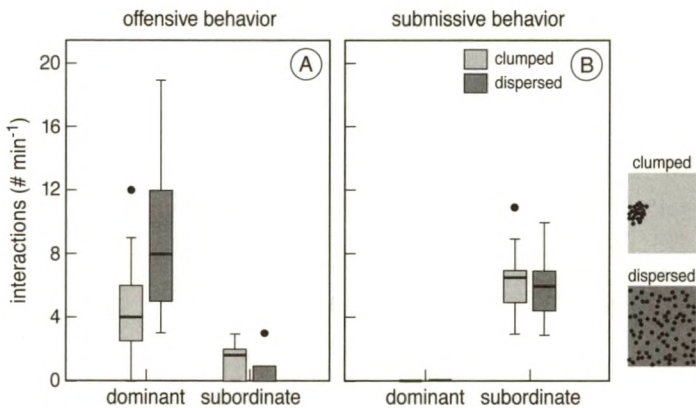 offensive behavior
submissive behavior
interactions (# min-1)
20
16
12
8
4
0
A
clumped
dispersed
B
dominant
subordinate
dominant
subordinate
clumped
dispersed